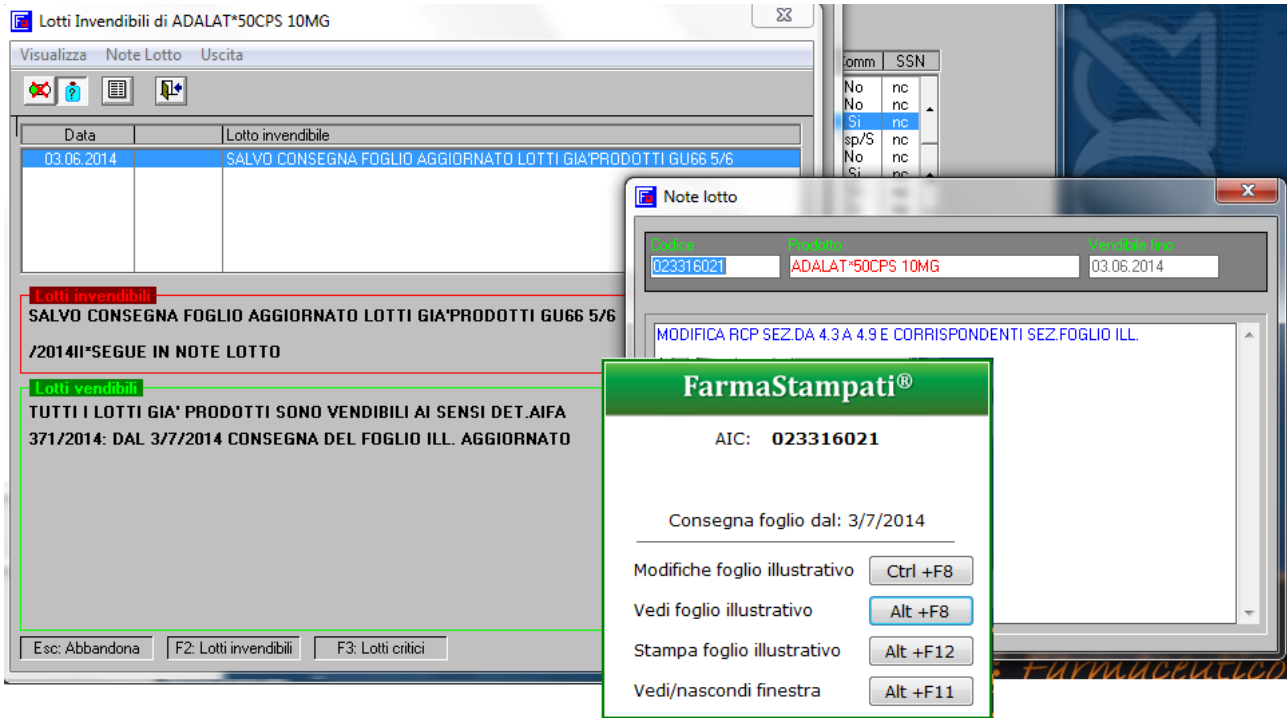 Lotti Invendibili di ADALAT*50CPS 10MG
Visualizza Note Lotto Uscita
Data Lotto invendibile
03.06.2014 SALVO CONSEGNA FOGLIO AGGIORNATO LOTTI GIA'PRODOTTI GU66 5/6
Lotti invendibili
SALVO CONSEGNA FOGLIO AGGIORNATO LOTTI GIA'PRODOTTI GU66 5/6
/2014II*SEGUE IN NOTE LOTTO
Lotti vendibili
TUTTI I LOTTI GIA' PRODOTTI SONO VENDIBILI AI SENSI DET.AIFA
371/2014: DAL 3/7/2014 CONSEGNA DEL FOGLIO ILL. AGGIORNATO
Esc: Abbandona F2: Lotti invendibili F3: Lotti critici
SSN
No nc
No nc
Si nc
sp/S nc
No nc
Si nc
Note lotto
Codice Prodotto Vendibile fino
023316021 ADALAT*50CPS 10MG 03.06.2014
MODIFICA RCP SEZ.DA 4.3 A 4.9 E CORRISPONDENTI SEZ.FOGLIO ILL.
FarmaStampati®
AIC: 023316021
Consegna foglio dal: 3/7/2014
Modifiche foglio illustrativo Ctrl +F8
Vedi foglio illustrativo Alt +F8
Stampa foglio illustrativo Alt +F12
Vedi/nascondi finestra Alt +F11
Farmaceutico